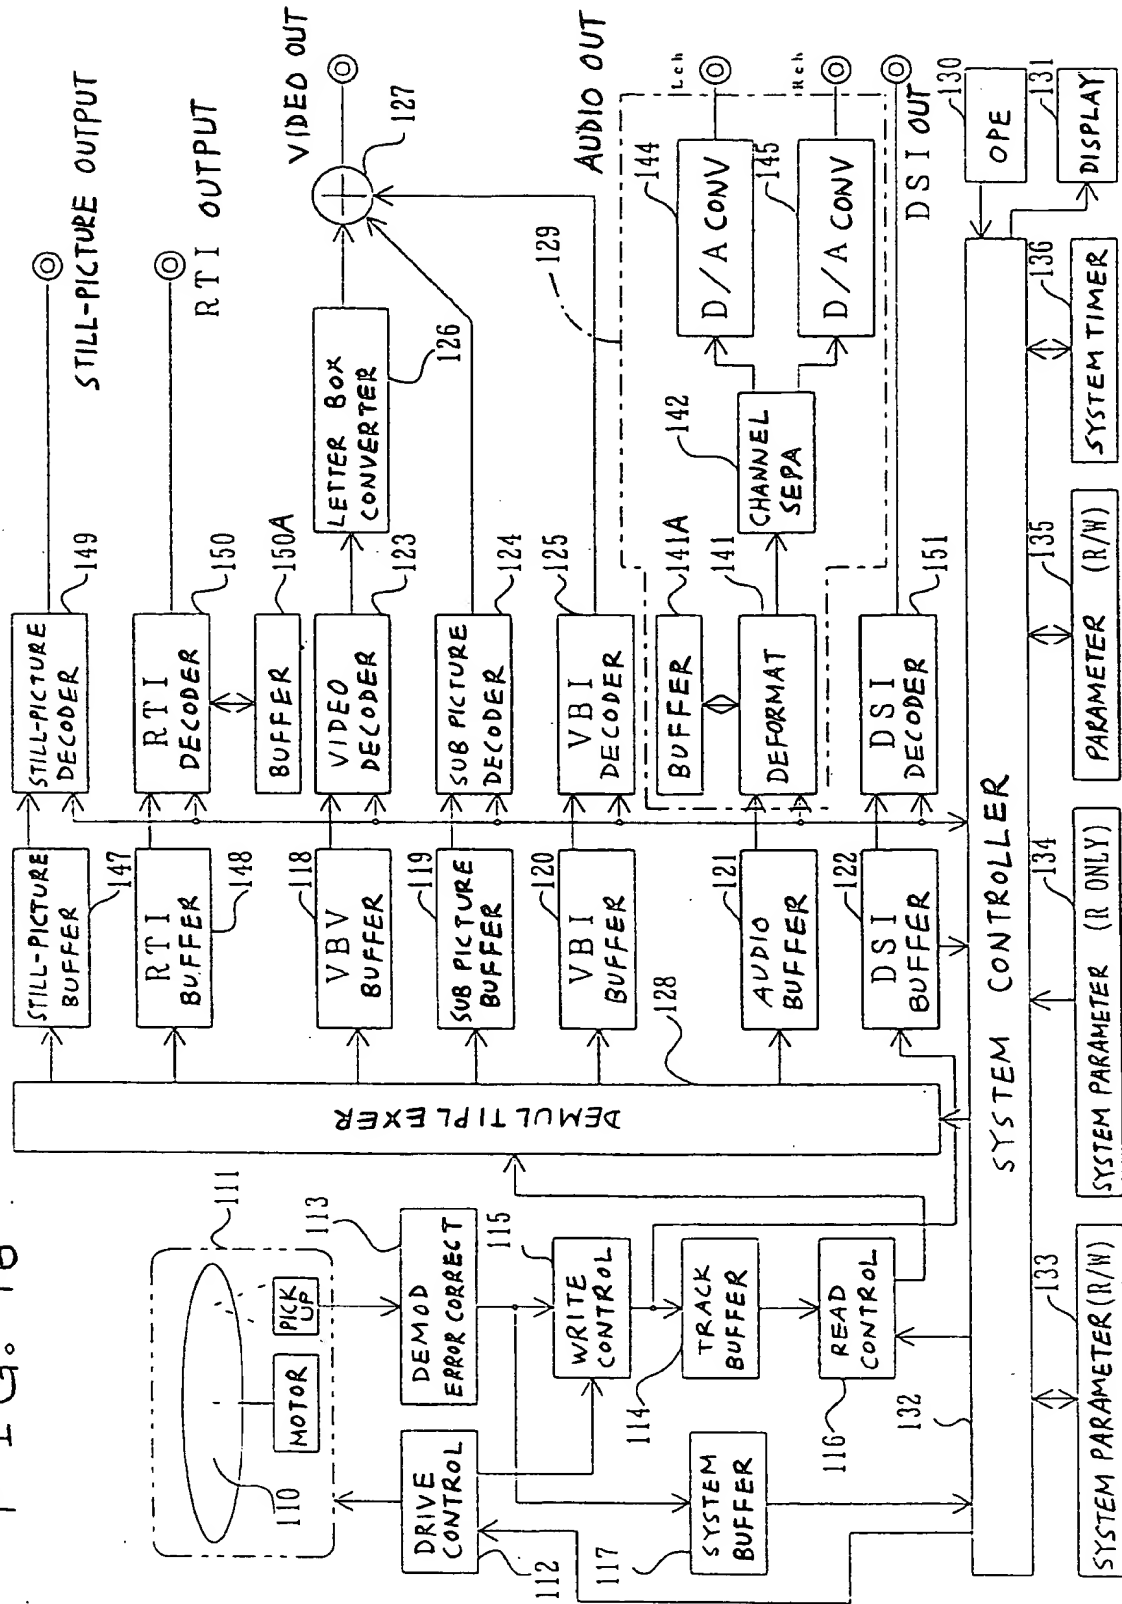 STILL-PICTURE OUTPUT
RTI OUTPUT
VIDEO OUT
127
AUDIO OUT
Lch
Rch
DSI OUT
STILL-PICTURE
DECODER
149
RTI
DECODER
150
BUFFER
150A
VIDEO
DECODER
123
LETTER BOX
CONVERTER
126
SUB PICTURE
DECODER
124
VBI
DECODER
125
129
BUFFER
141A
DEFORMAT
141
CHANNEL
SEPA
142
D/A CONV
144
D/A CONV
145
DSI
DECODER
151
STILL-PICTURE
BUFFER
147
RTI
BUFFER
148
VBV
BUFFER
118
SUB PICTURE
BUFFER
119
VBI
BUFFER
120
AUDIO
BUFFER
121
DSI
BUFFER
122
DEMULTIPLEXER
128
111
110
MOTOR
PICK
UP
DRIVE
CONTROL
112
DEMOD
ERROR CORRECT
113
WRITE
CONTROL
115
TRACK
BUFFER
114
READ
CONTROL
116
SYSTEM
BUFFER
117
132
SYSTEM CONTROLLER
OPE
130
DISPLAY
131
SYSTEM PARAMETER(R/W)
133
SYSTEM PARAMETER (R ONLY)
134
PARAMETER (R/W)
135
SYSTEM TIMER
136